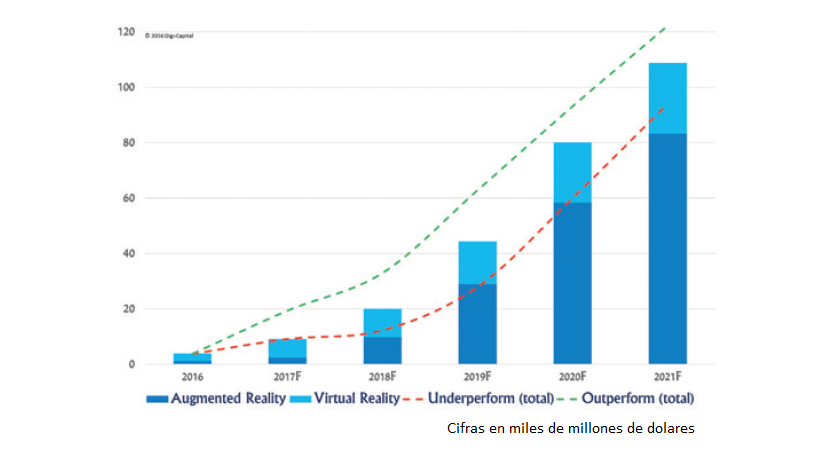 120
© 2016 Digi-Capital
100
80
60
40
20
0
2016 2017F 2018F 2019F 2020F 2021F
Augmented Reality Virtual Reality Underperform (total) Outperform (total)
Cifras en miles de millones de dolares